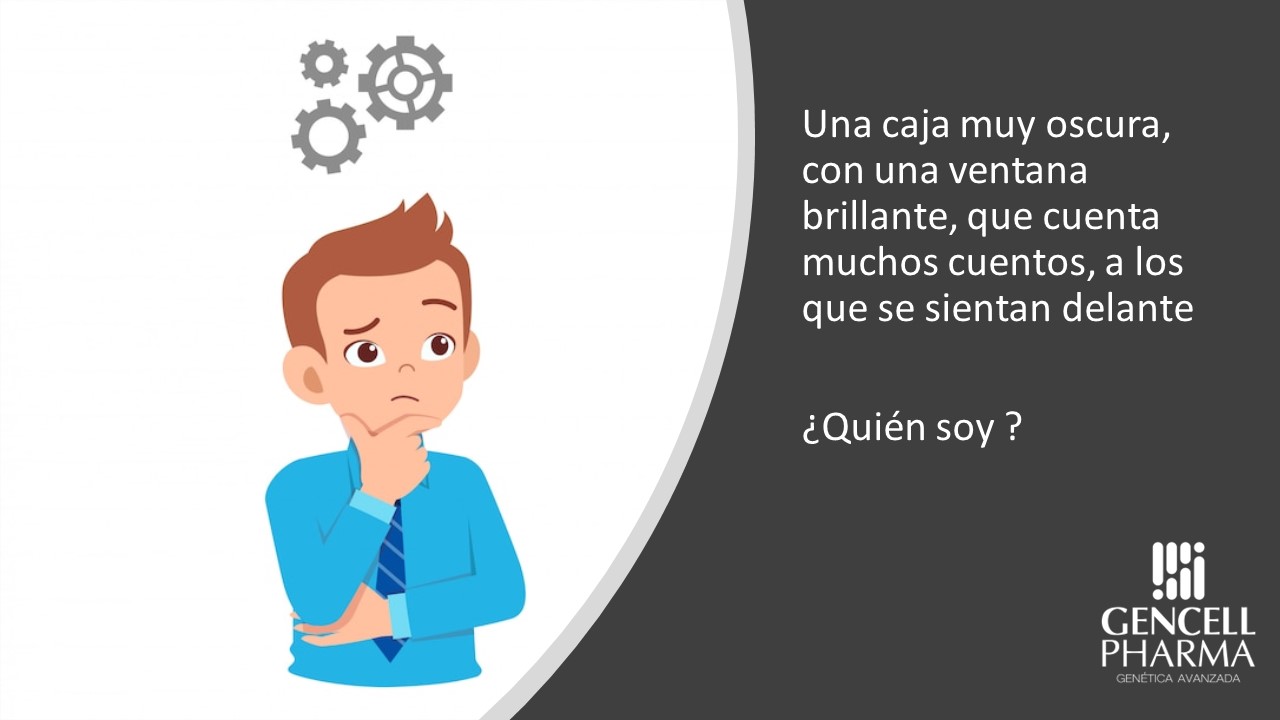 Una caja muy oscura,
con una ventana
brillante, que cuenta
muchos cuentos, a los
que se sientan delante
¿Quién soy ?
GENCELL
PHARMA
GENÉTICA AVANZADA